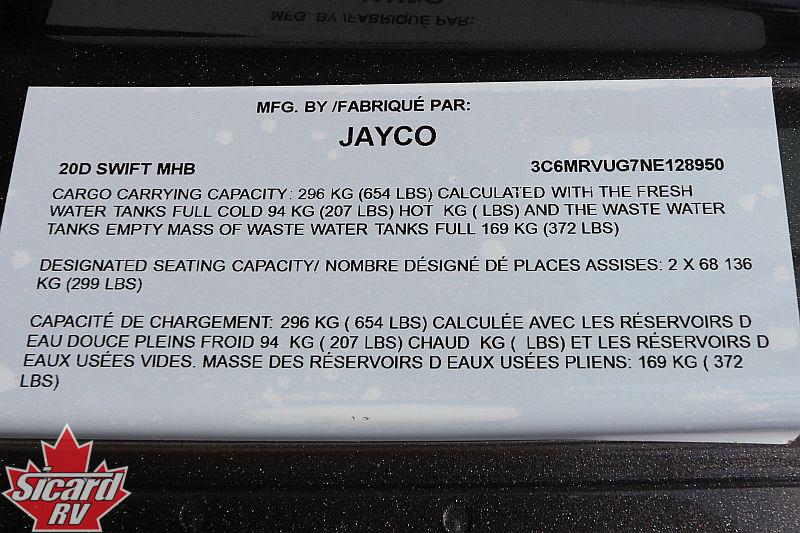 MFG. BY /FABRIQUÉ PAR:
JAYCO
20D SWIFT MHB 3C6MRVUG7NE128950
CARGO CARRYING CAPACITY: 296 KG (654 LBS) CALCULATED WITH THE FRESH
WATER TANKS FULL COLD 94 KG (207 LBS) HOT KG ( LBS) AND THE WASTE WATER
TANKS EMPTY MASS OF WASTE WATER TANKS FULL 169 KG (372 LBS)
DESIGNATED SEATING CAPACITY/ NOMBRE DÉSIGNÉ DÉ PLACES ASSISES: 2 X 68 136
KG (299 LBS)
CAPACITÉ DE CHARGEMENT: 296 KG ( 654 LBS) CALCULÉE AVEC LES RÉSERVOIRS D
EAU DOUCE PLEINS FROID 94 KG ( 207 LBS) CHAUD KG ( LBS) ET LES RÉSERVOIRS D
EAUX USÉES VIDES. MASSE DES RÉSERVOIRS D EAUX USÉES PLIENS: 169 KG ( 372
LBS)
Sicard
RV